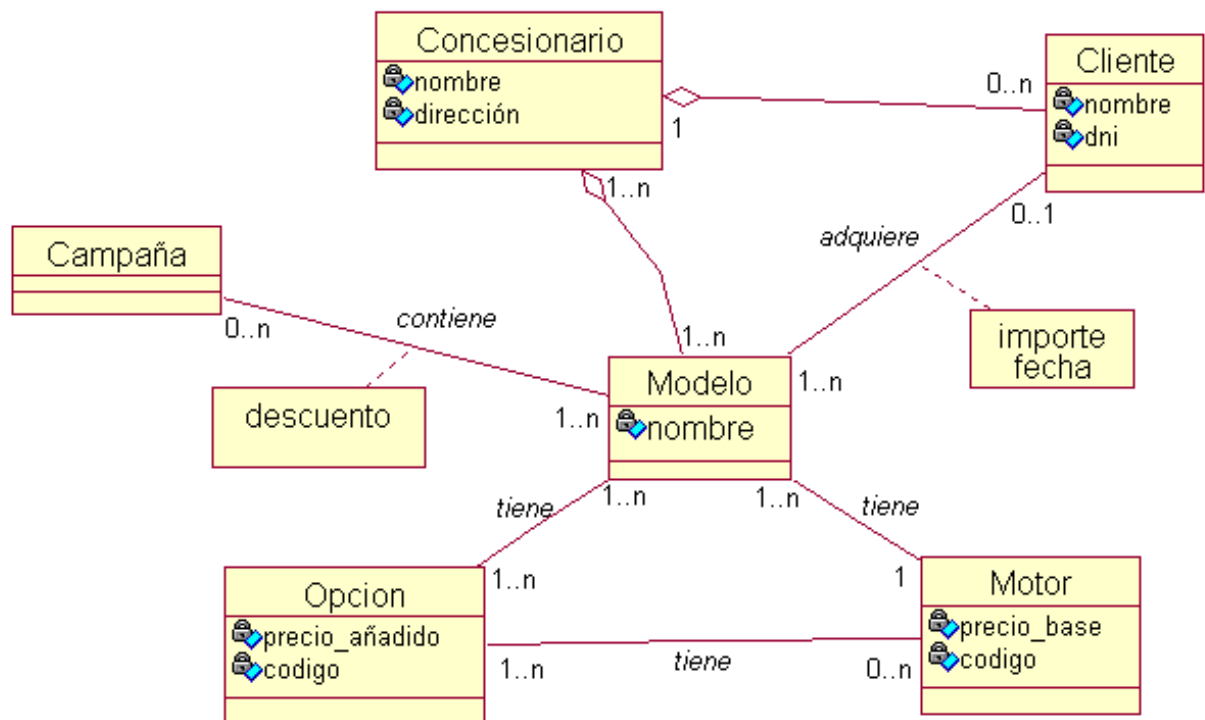 Concesionario
nombre
dirección
1
0..n
Cliente
nombre
dni
1..n
0..1
adquiere
importe
fecha
Campaña
0..n
contiene
descuento
1..n
1..n
1..n
Modelo
nombre
1..n
1..n
tiene
tiene
1..n
1
Opcion
precio_añadido
codigo
1..n
tiene
0..n
Motor
precio_base
codigo